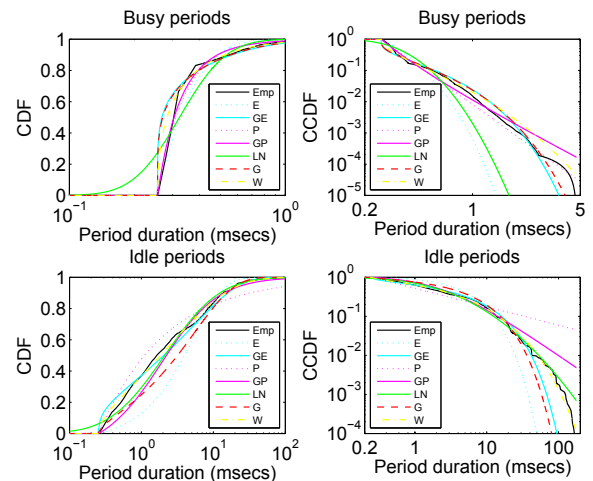 Busy periods
CDF
1
0.8
0.6
0.4
0.2
0
10^-1
10^0
Period duration (msecs)
Emp
E
GE
P
GP
LN
G
W
Busy periods
CCDF
10^0
10^-1
10^-2
10^-3
10^-4
10^-5
0.2
1
5
Period duration (msecs)
Emp
E
GE
P
GP
LN
G
W
Idle periods
CDF
1
0.8
0.6
0.4
0.2
0
10^-1
10^0
10^1
10^2
Period duration (msecs)
Emp
E
GE
P
GP
LN
G
W
Idle periods
CCDF
10^0
10^-1
10^-2
10^-3
10^-4
0.2
1
10
100
Period duration (msecs)
Emp
E
GE
P
GP
LN
G
W